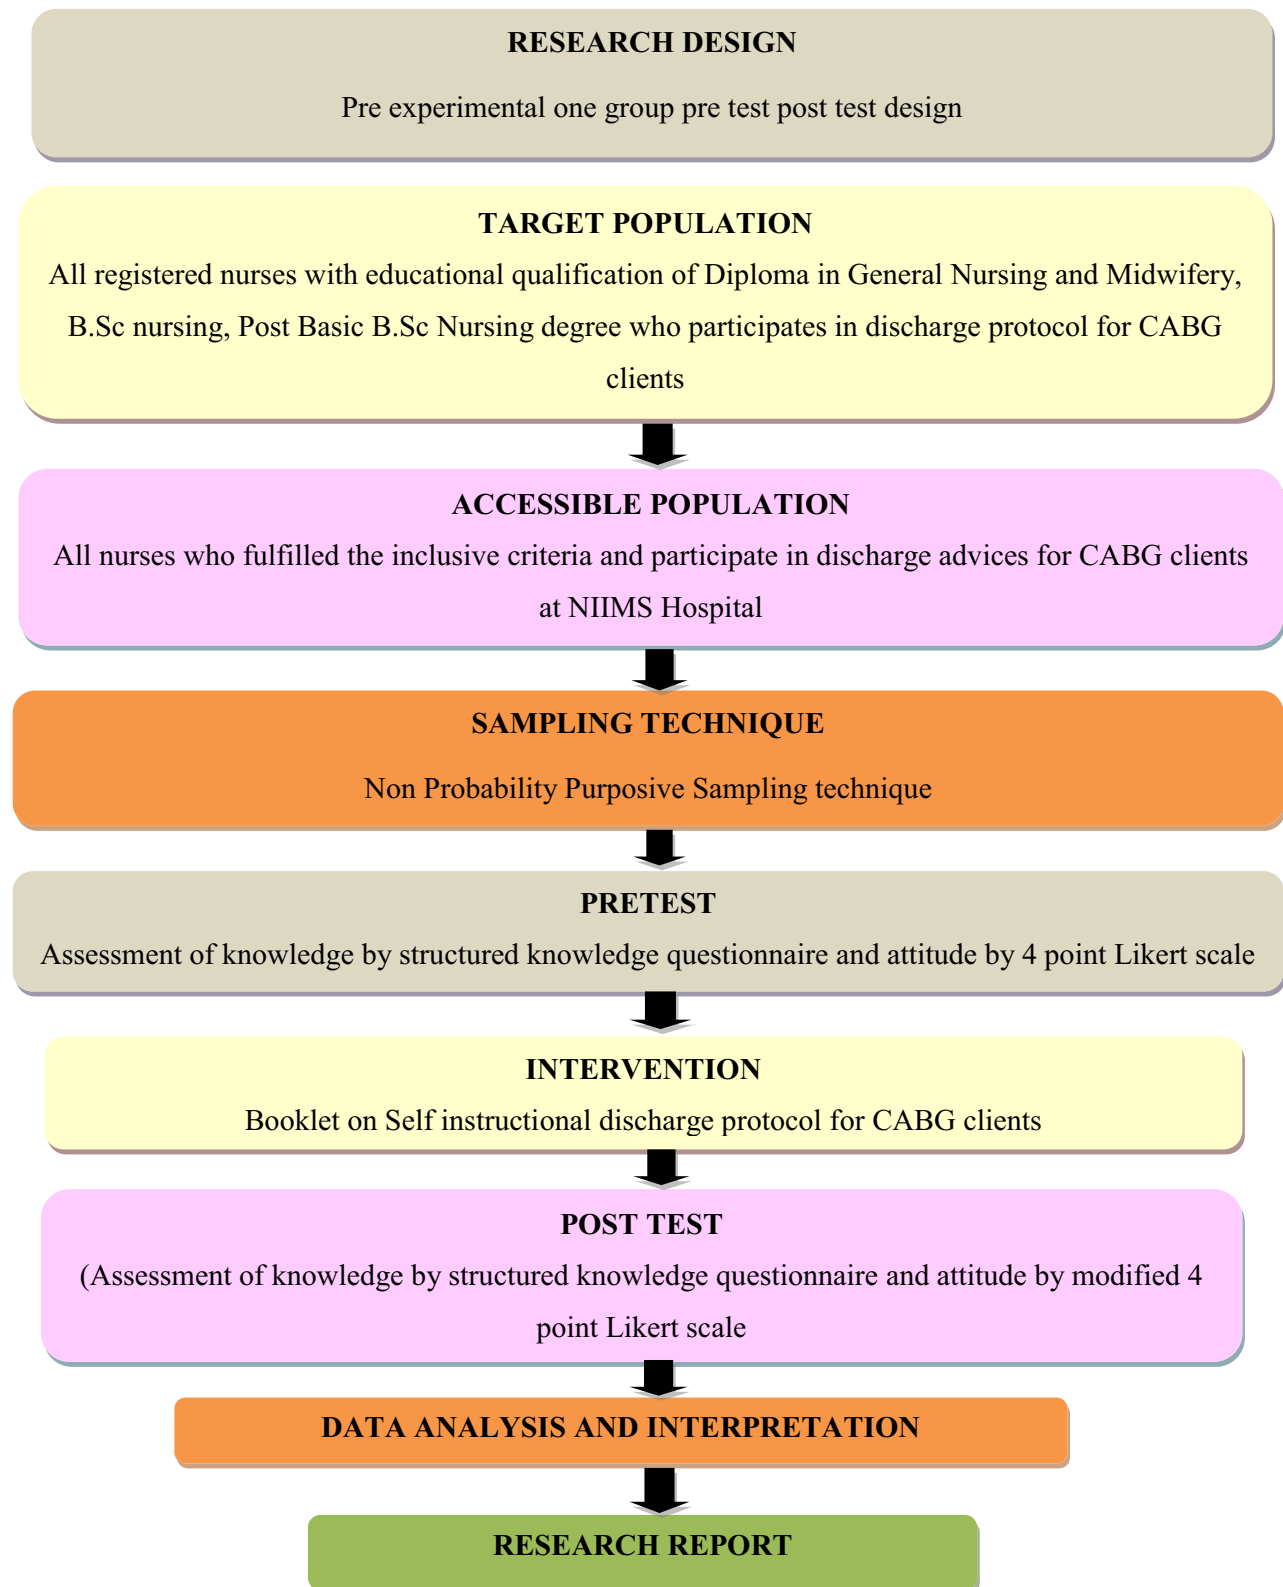 RESEARCH DESIGN
Pre experimental one group pre test post test design
TARGET POPULATION
All registered nurses with educational qualification of Diploma in General Nursing and Midwifery,
B.Sc nursing, Post Basic B.Sc Nursing degree who participates in discharge protocol for CABG
clients
ACCESSIBLE POPULATION
All nurses who fulfilled the inclusive criteria and participate in discharge advices for CABG clients
at NIIMS Hospital
SAMPLING TECHNIQUE
Non Probability Purposive Sampling technique
PRETEST
Assessment of knowledge by structured knowledge questionnaire and attitude by 4 point Likert scale
INTERVENTION
Booklet on Self instructional discharge protocol for CABG clients
POST TEST
(Assessment of knowledge by structured knowledge questionnaire and attitude by modified 4
point Likert scale
DATA ANALYSIS AND INTERPRETATION
RESEARCH REPORT